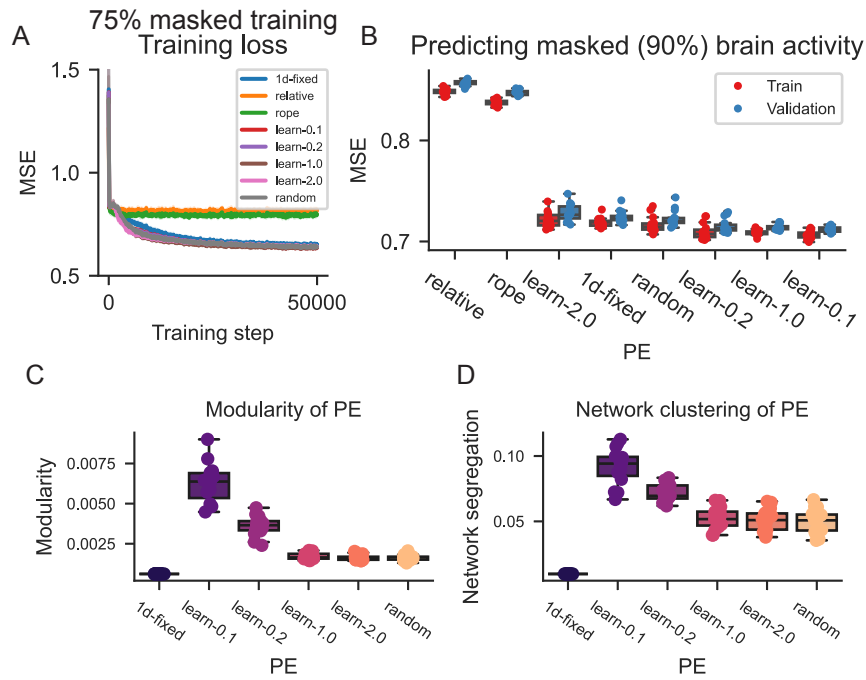 A
75% masked training
Training loss
1.5
1.0
0.5
MSE
0
50000
Training step
1d-fixed
relative
rope
learn-0.1
learn-0.2
learn-1.0
learn-2.0
random
B
Predicting masked (90%) brain activity
Train
Validation
0.8
0.7
MSE
relative
rope
learn-2.0
1d-fixed
random
learn-0.2
learn-1.0
learn-0.1
PE
C
Modularity of PE
0.0075
0.0050
0.0025
Modularity
1d-fixed
learn-0.1
learn-0.2
learn-1.0
learn-2.0
random
PE
D
Network clustering of PE
0.10
0.05
Network segregation
1d-fixed
learn-0.1
learn-0.2
learn-1.0
learn-2.0
random
PE